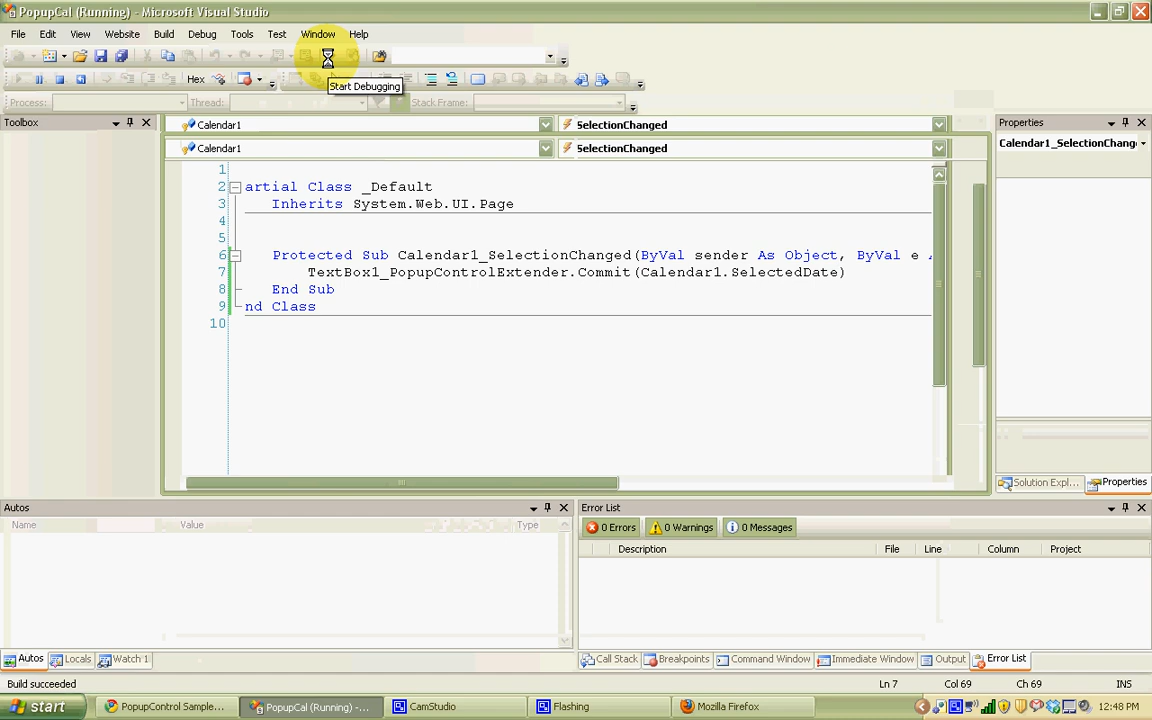 PopupCal (Running) - Microsoft Visual Studio
File Edit View Website Build Debug Tools Test Window Help
Hex
Start Debugging
Process: Thread: Stack Frame:
Toolbox
Calendar1 SelectionChanged
Properties
Calendar1 SelectionChanged
Calendar1_SelectionChang
1
2 artial Class _Default
3 Inherits System.Web.UI.Page
4
5
6 Protected Sub Calendar1_SelectionChanged(ByVal sender As Object, ByVal e
7 TextBox1_PopupControlExtender.Commit(Calendar1.SelectedDate)
8 End Sub
9 nd Class
10
Solution Expl... Properties
Autos
Name Value Type
Error List
0 Errors 0 Warnings 0 Messages
Description File Line Column Project
Autos Locals Watch 1
Call Stack Breakpoints Command Window Immediate Window Output Error List
Build succeeded Ln 7 Col 69 Ch 69 INS
start PopupControl Sample... PopupCal (Running) -... CamStudio Flashing Mozilla Firefox 12:48 PM